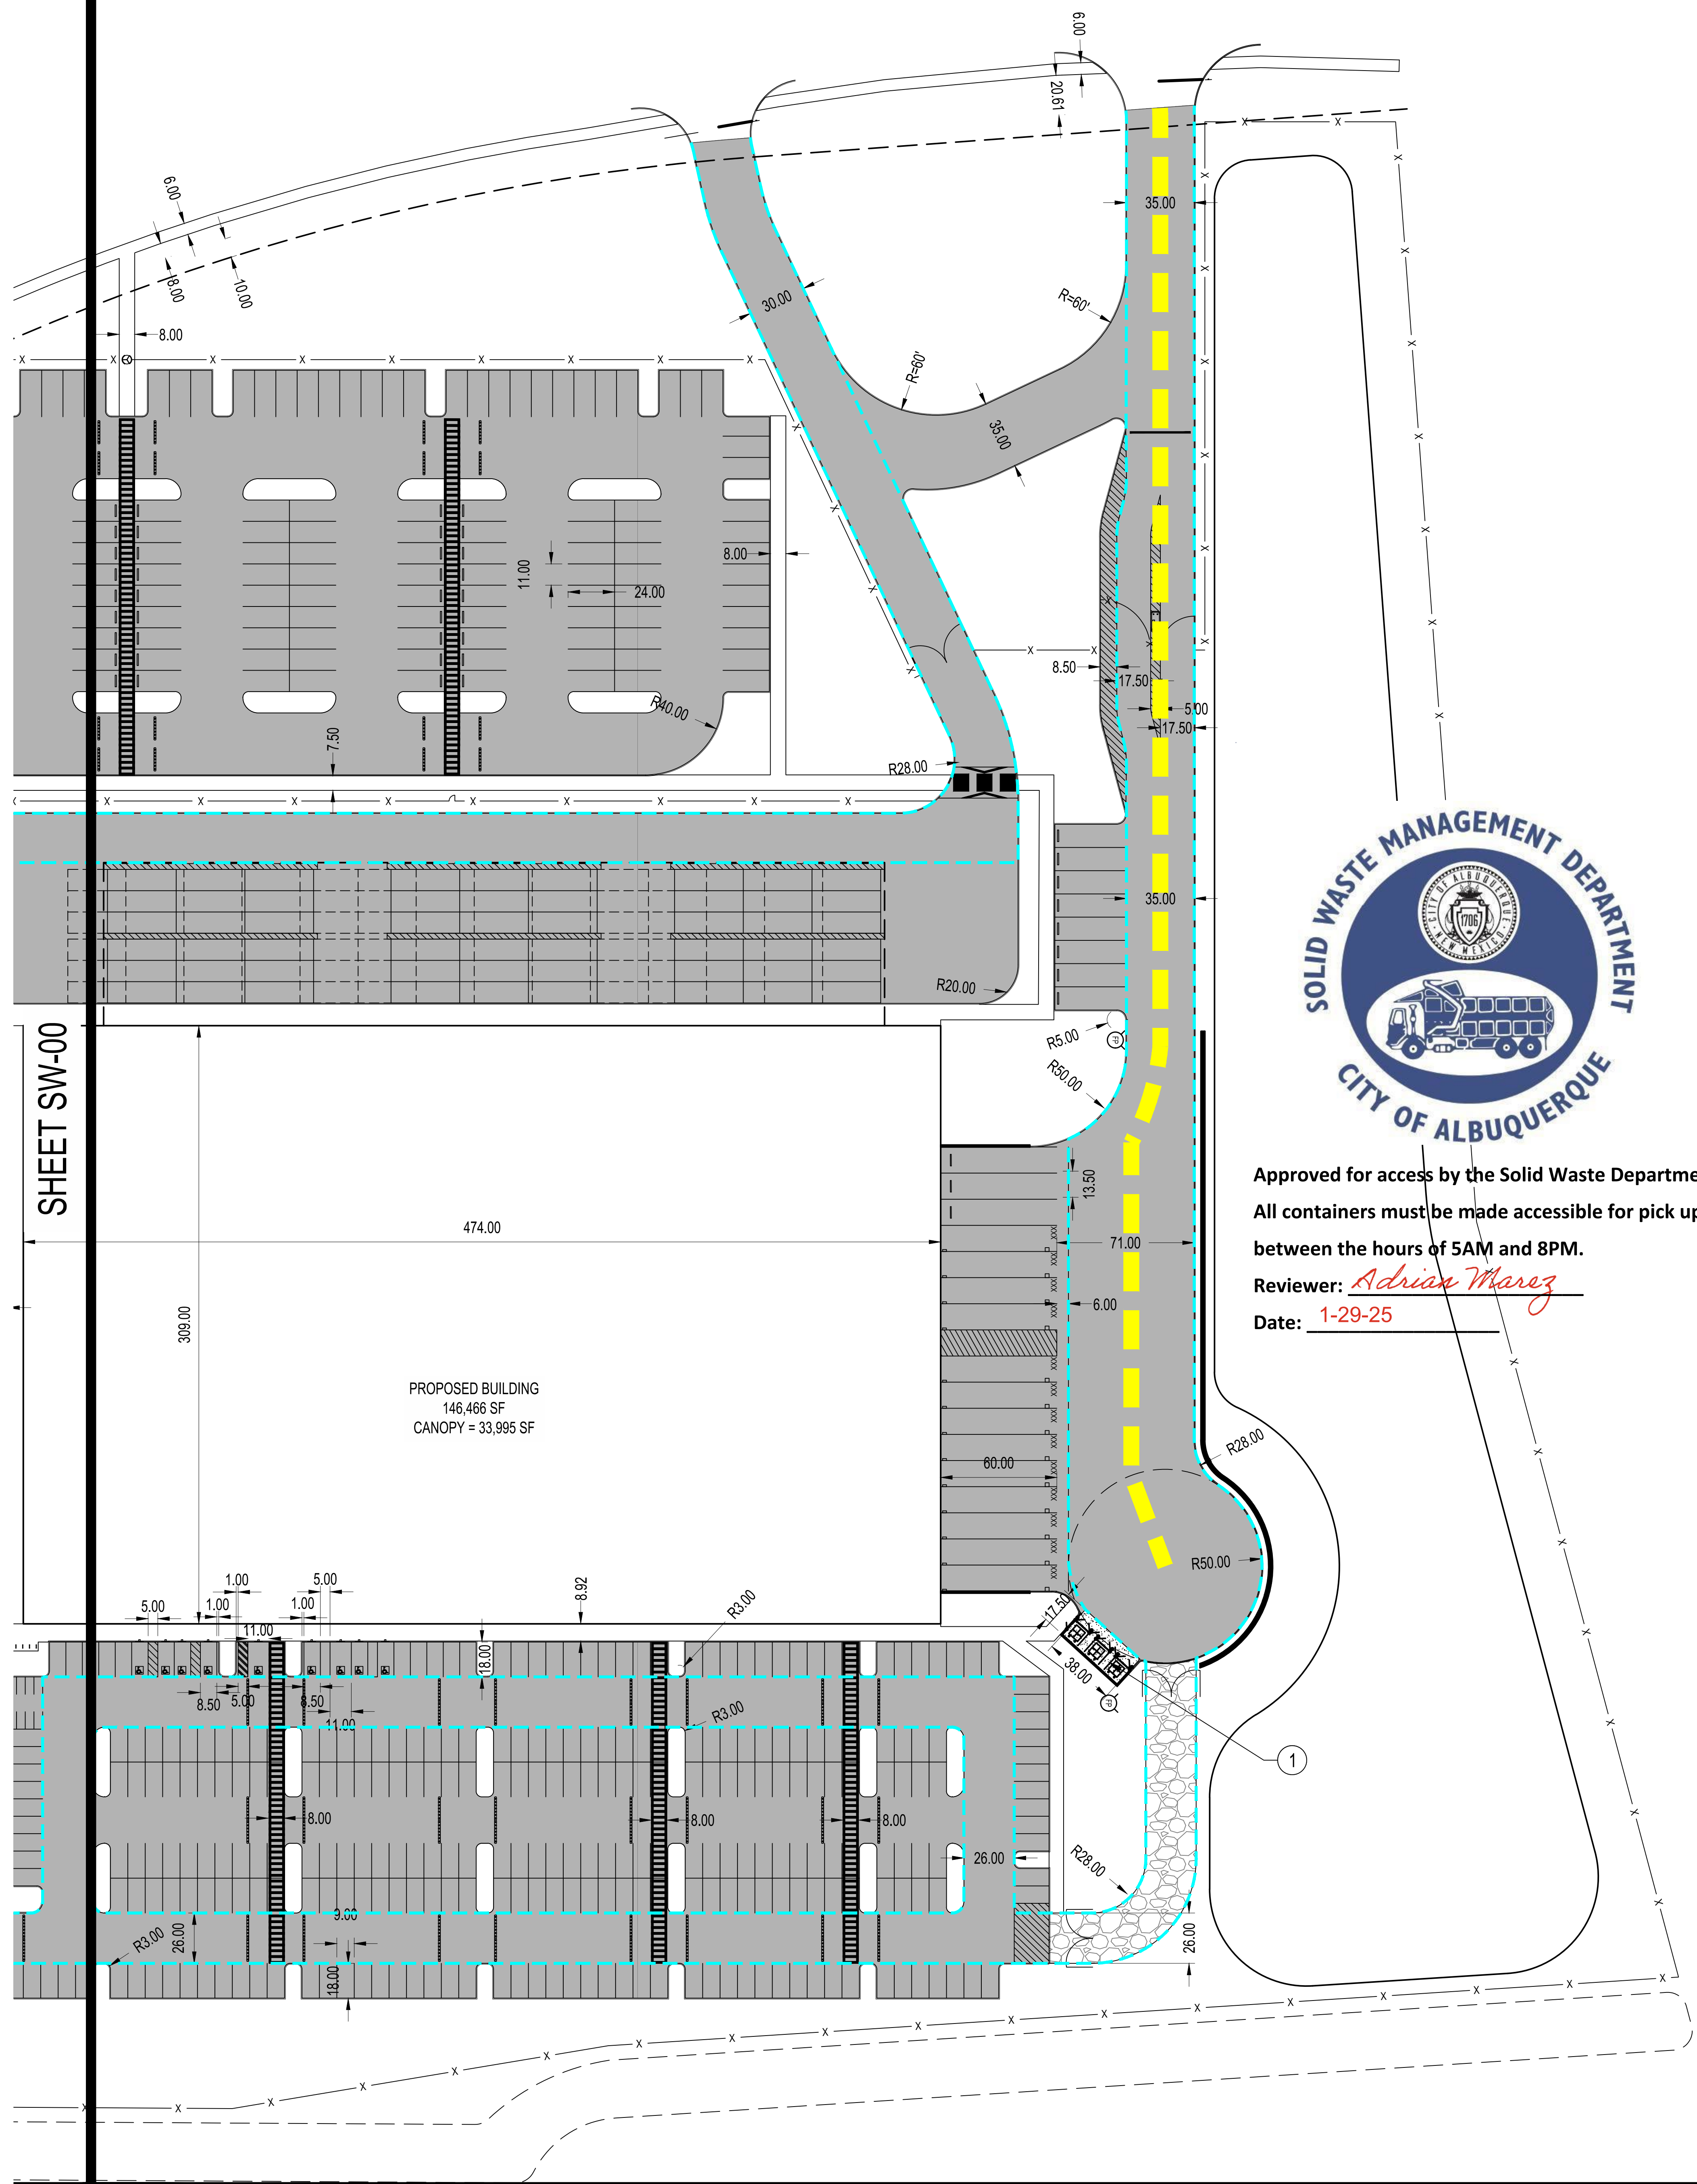 6.00
20.61
6.00
18.00
10.00
8.00
35.00
30.00
R=60'
R=60'
35.00
8.00
11.00
24.00
8.50
17.50
5.00
17.50
R40.00
7.50
R28.00
35.00
R20.00
R5.00
FP
R50.00
SHEET SW-00
474.00
309.00
13.50
71.00
6.00
PROPOSED BUILDING
146,466 SF
CANOPY = 33,995 SF
60.00
R28.00
R50.00
SOLID WASTE MANAGEMENT DEPARTMENT
CITY OF ALBUQUERQUE
NEW MEXICO
1706
CITY OF ALBUQUERQUE
Approved for access by the Solid Waste Departme
All containers must be made accessible for pick up
between the hours of 5AM and 8PM.
Reviewer: Adrian Marez
Date: 1-29-25
1.00
5.00
5.00
1.00
1.00
11.00
8.92
R3.00
18.00
17.50
38.00
FP
8.50
5.00
8.50
11.00
R3.00
1
8.00
8.00
8.00
26.00
R28.00
9.00
26.00
R3.00
18.00
26.00